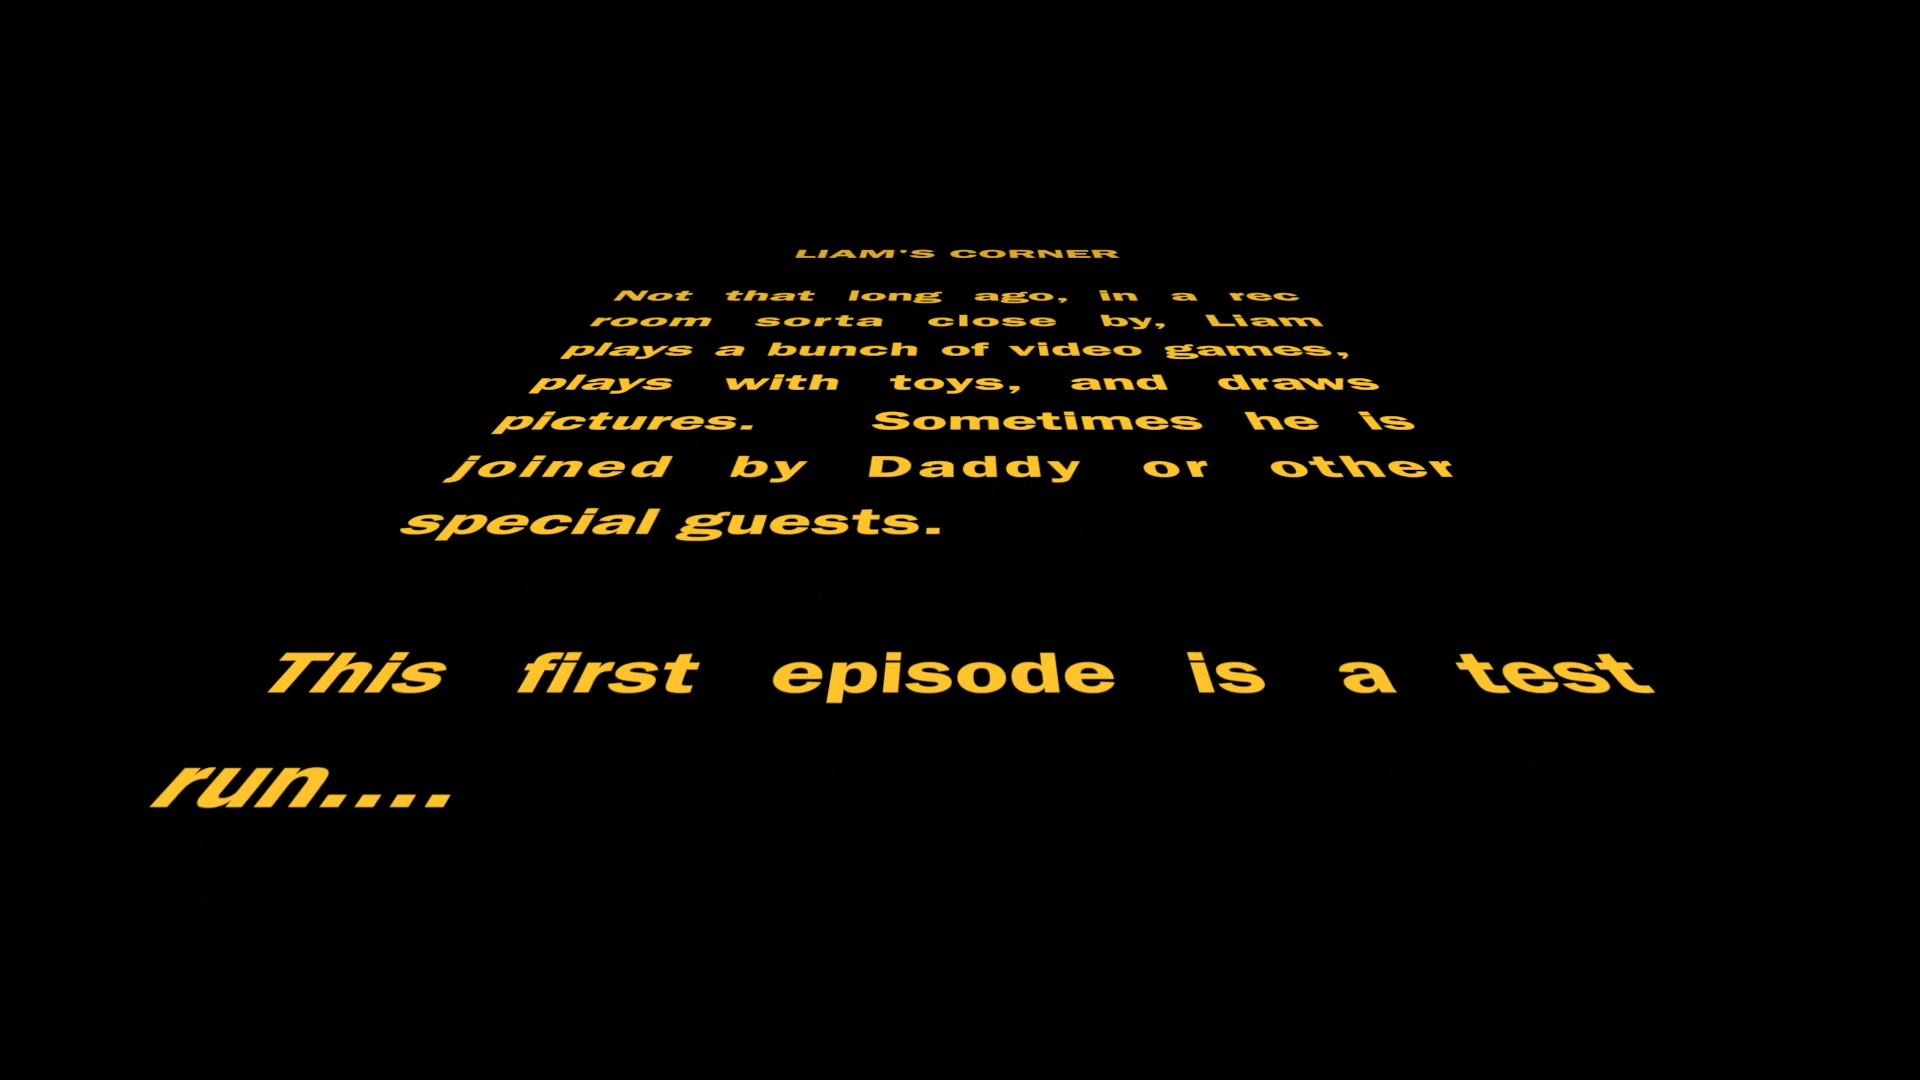 LIAM'S CORNER
Not that long ago, in a rec
room sorta close by, Liam
plays a bunch of video games,
plays with toys, and draws
pictures. Sometimes he is
joined by Daddy or other
special guests.
This first episode is a test
run....